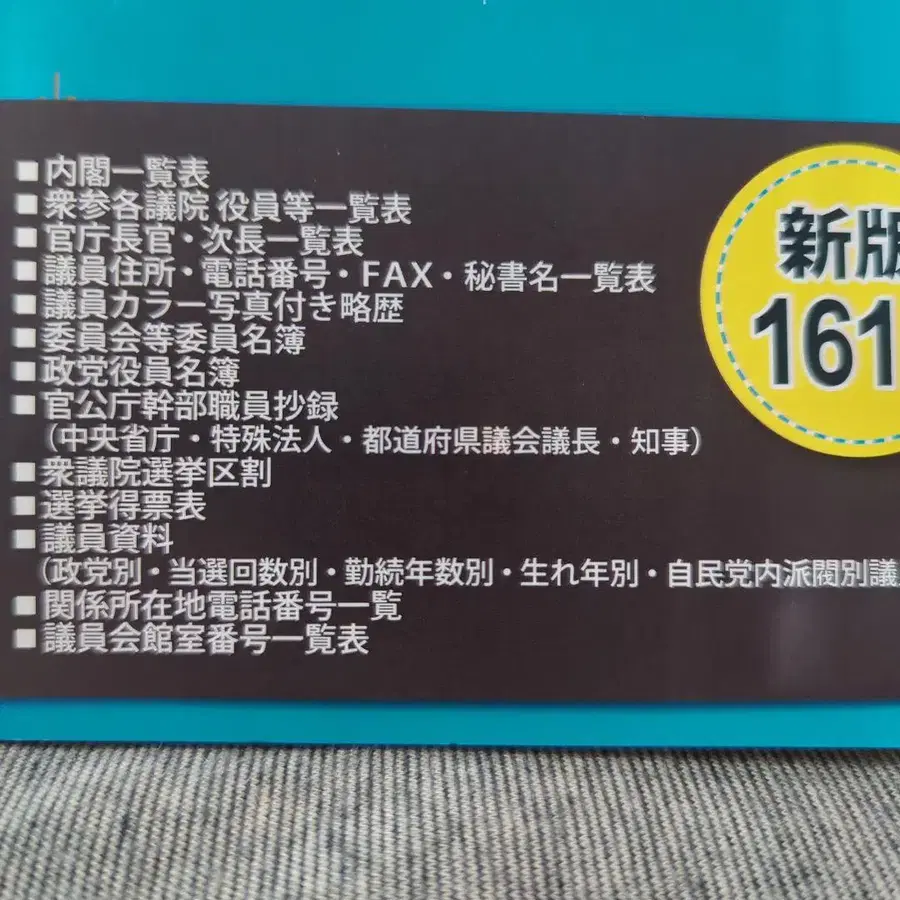 ■内閣一覧表
■衆参各議院 役員等一覧表
■官庁長官・次長一覧表
■議員住所・電話番号・FAX・秘書名一覧表
■議員カラー写真付き略歴
■委員会等委員名簿
■政党役員名簿
■官公庁幹部職員抄録
（中央省庁・特殊法人・都道府県議会議長・知事）
■衆議院選挙区割
■選挙得票表
■議員資料
（政党別・当選回数別・勤続年数別・生れ年別・自民党内派閥別議
■関係所在地電話番号一覧
■議員会館室番号一覧表
新版
161